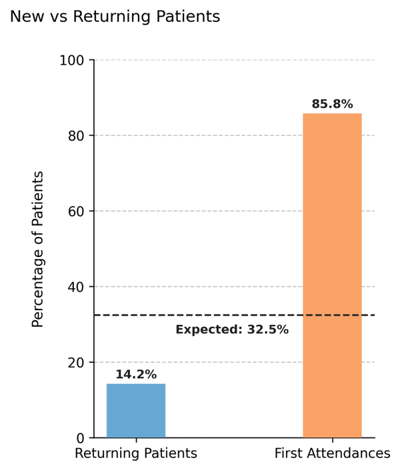 New vs Returning Patients
100
80
60
40
20
0
Percentage of Patients
85.8%
Expected: 32.5%
14.2%
Returning Patients
First Attendances